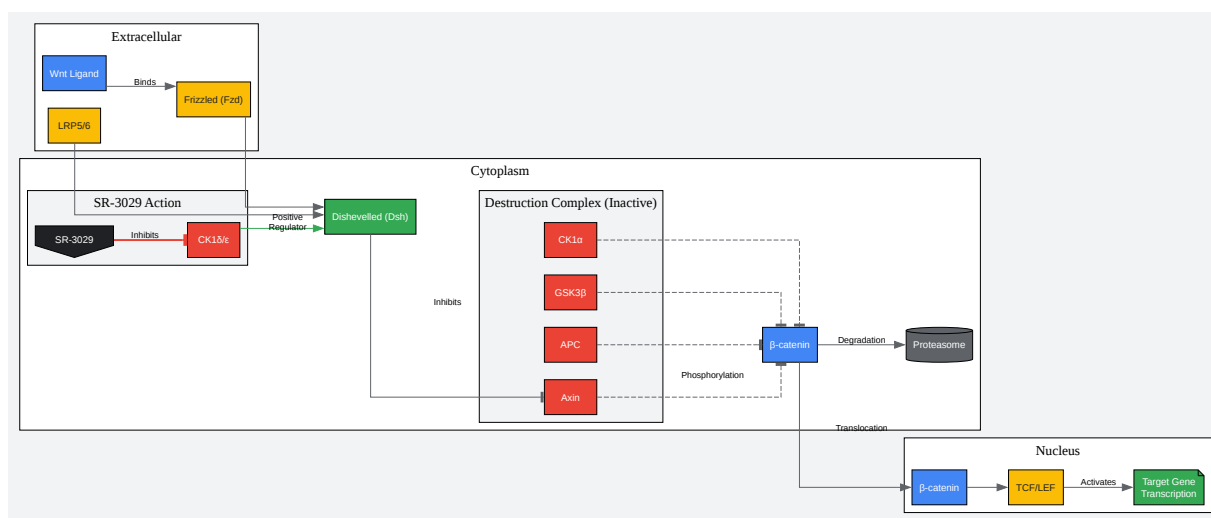 Extracellular
Wnt Ligand
Binds
Frizzled (Fzd)
LRP5/6
Cytoplasm
SR-3029 Action
SR-3029
Inhibits
CK1δ/ε
Positive
Regulator
Dishevelled (Dsh)
Inhibits
Destruction Complex (Inactive)
CK1α
GSK3β
APC
Axin
Phosphorylation
β-catenin
Degradation
Proteasome
Translocation
Nucleus
β-catenin
TCF/LEF
Activates
Target Gene
Transcription